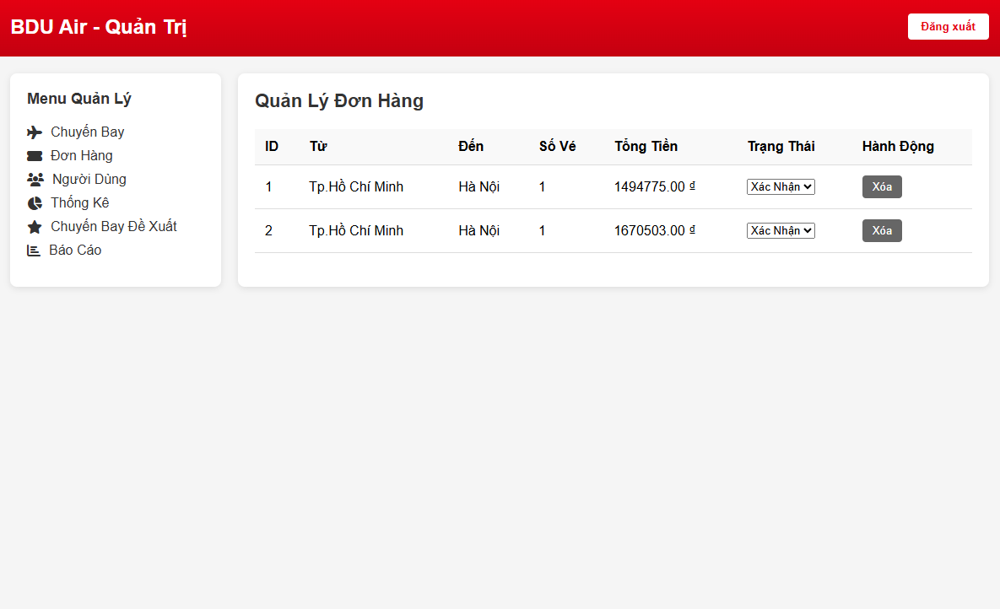 BDU Air - Quản Trị
Đăng xuất
Menu Quản Lý
Chuyến Bay
Đơn Hàng
Người Dùng
Thống Kê
Chuyến Bay Đề Xuất
Báo Cáo
Quản Lý Đơn Hàng
ID Từ Đến Số Vé Tổng Tiền Trạng Thái Hành Động
1 Tp.Hồ Chí Minh Hà Nội 1 1494775.00 ₫ Xác Nhận Xóa
2 Tp.Hồ Chí Minh Hà Nội 1 1670503.00 ₫ Xác Nhận Xóa